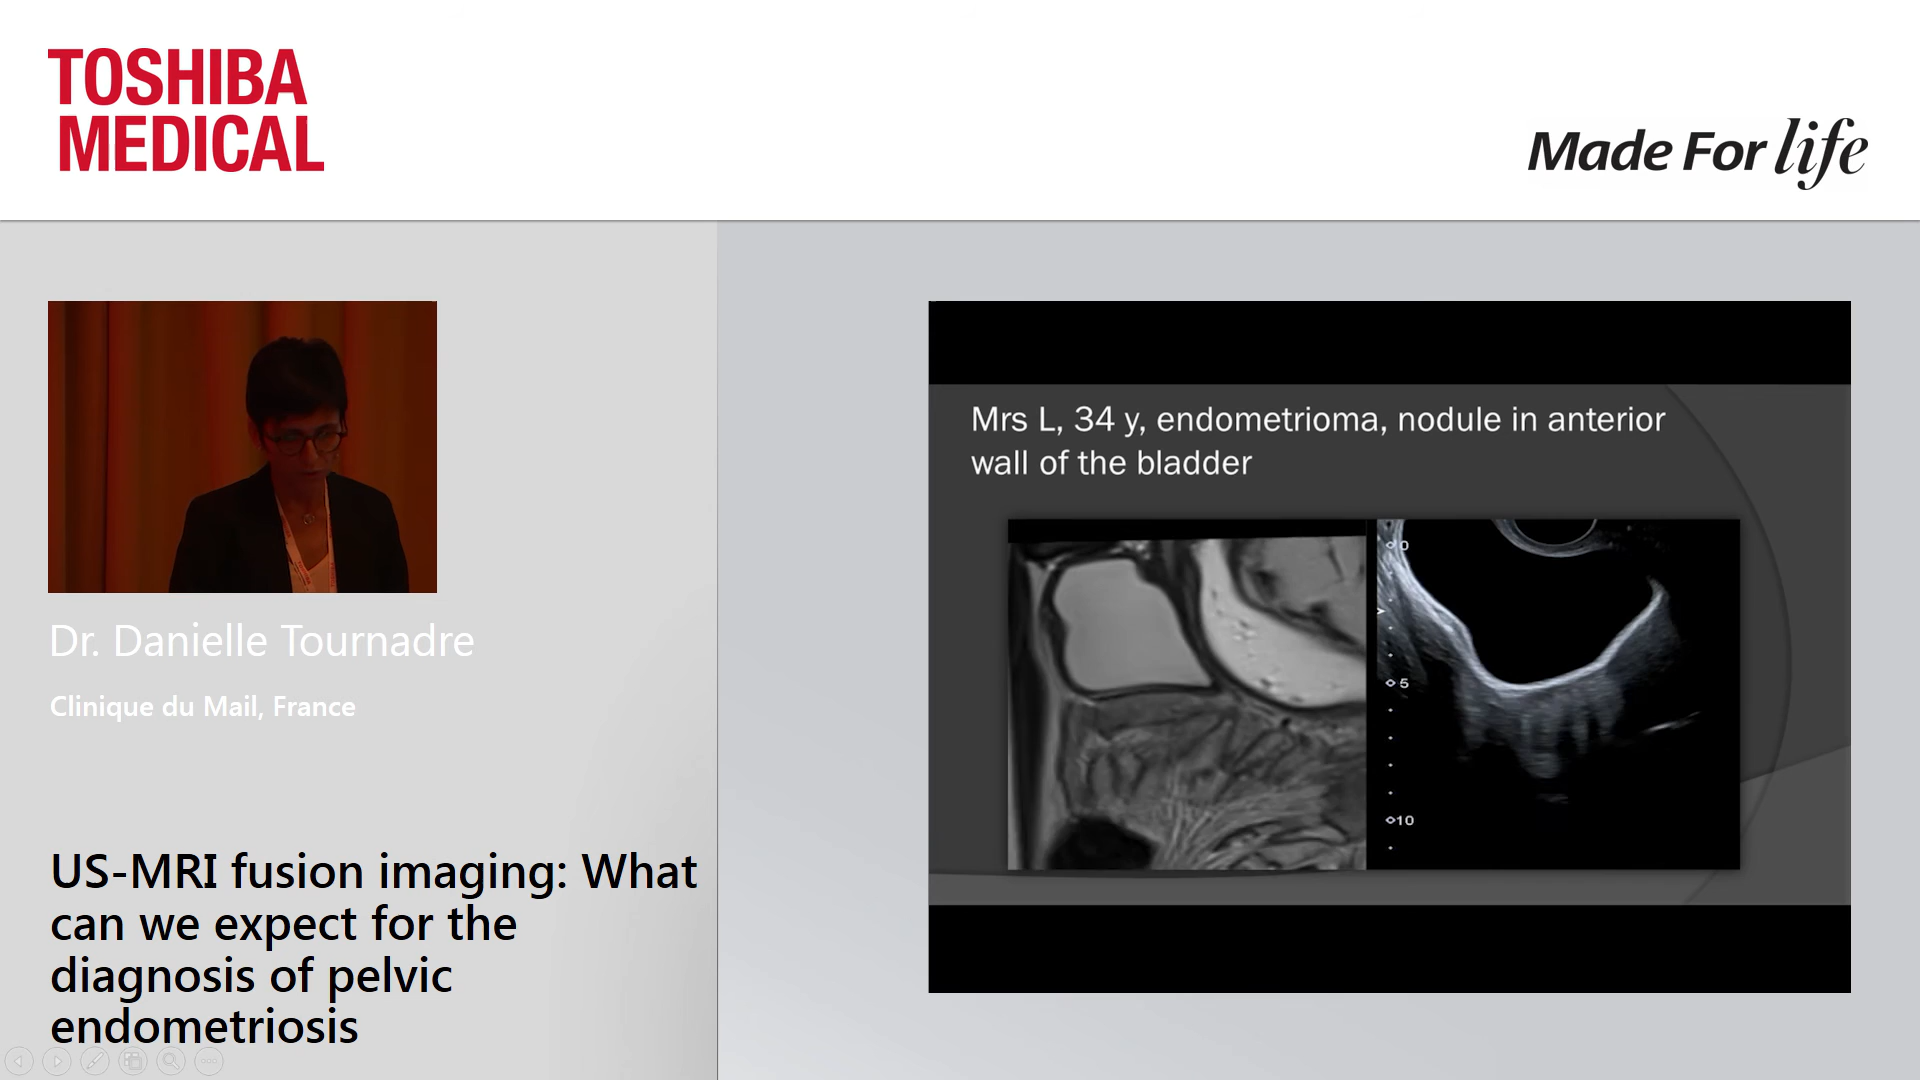 TOSHIBA
MEDICAL
Made For life
Dr. Danielle Tournadre
Clinique du Mail, France
US-MRI fusion imaging: What
can we expect for the
diagnosis of pelvic
endometriosis
Mrs L, 34 y, endometrioma, nodule in anterior
wall of the bladder
0
5
10